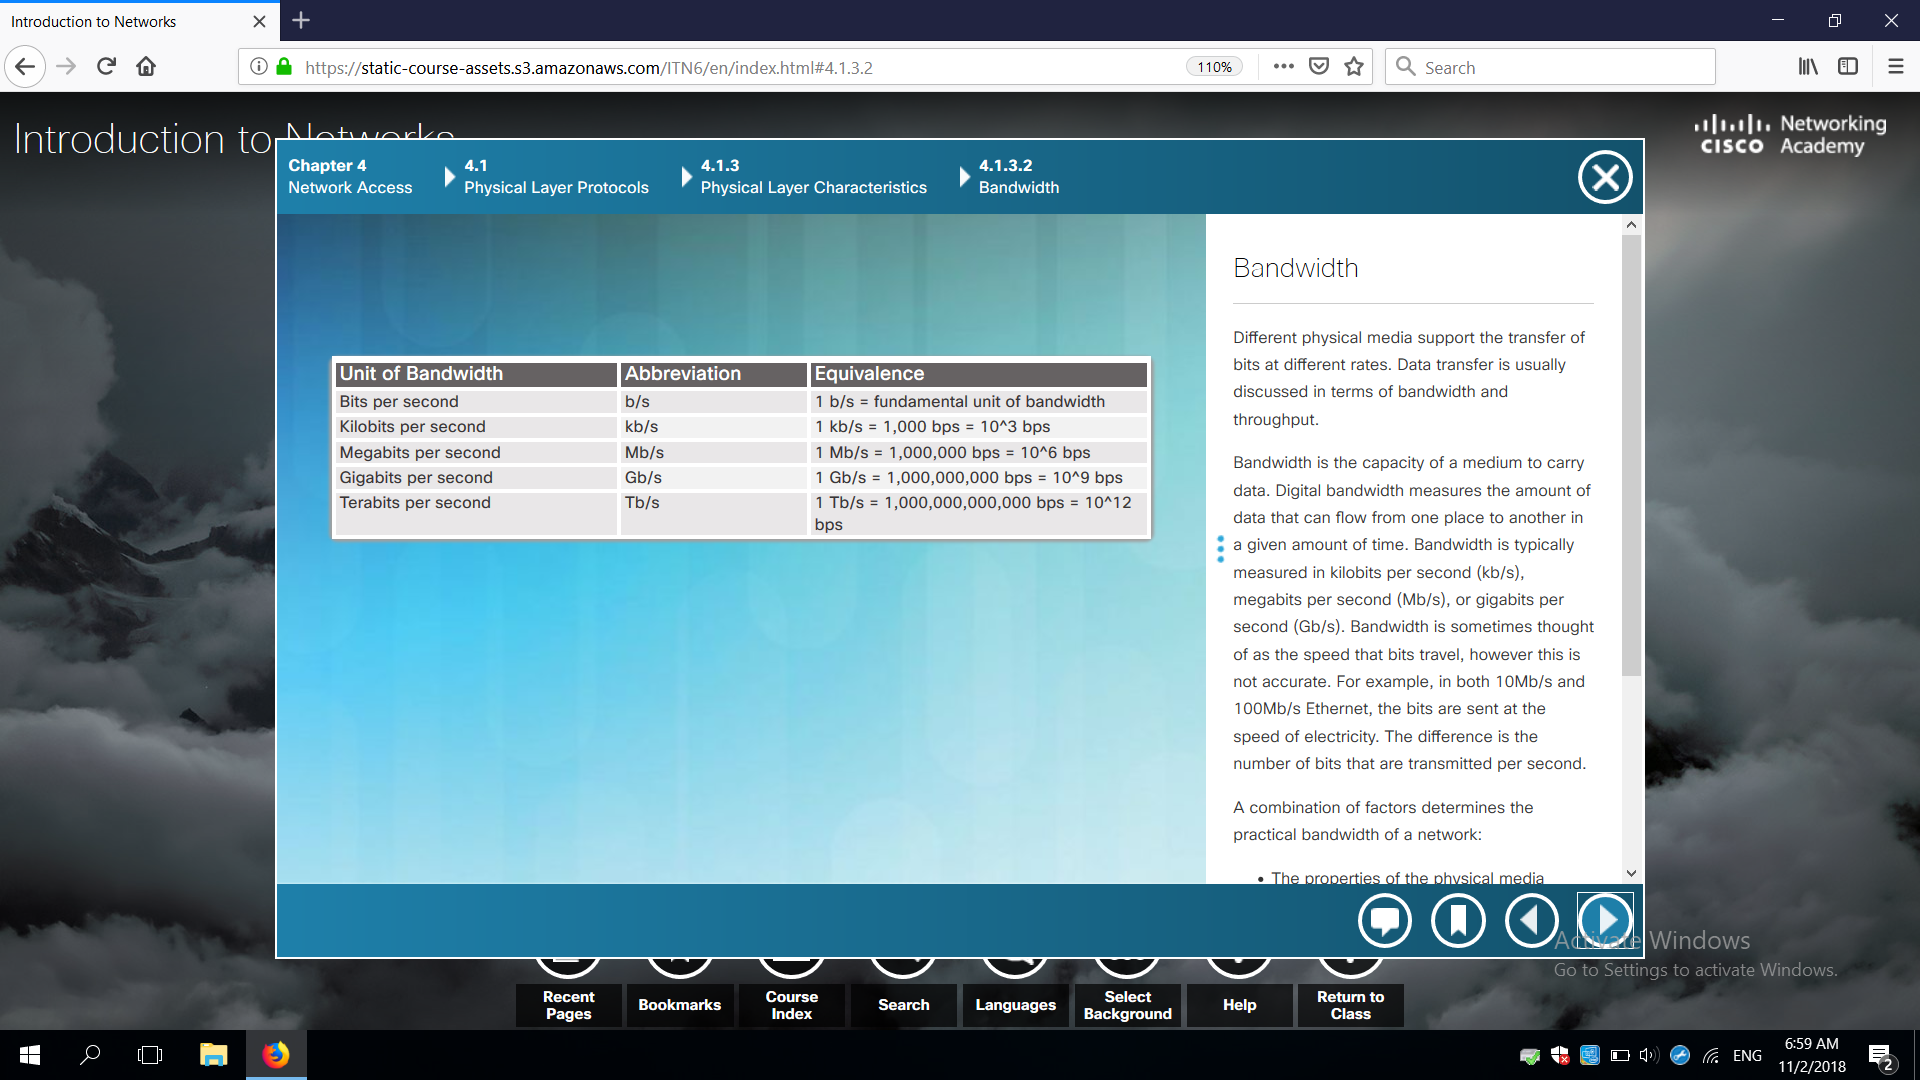 Introduction to Networks
https://static-course-assets.s3.amazonaws.com/ITN6/en/index.html#4.1.3.2
110%
Search
Introduction to Networks
Networking
CISCO Academy
Chapter 4
Network Access
4.1
Physical Layer Protocols
4.1.3
Physical Layer Characteristics
4.1.3.2
Bandwidth
Unit of Bandwidth Abbreviation Equivalence
Bits per second b/s 1 b/s = fundamental unit of bandwidth
Kilobits per second kb/s 1 kb/s = 1,000 bps = 10^3 bps
Megabits per second Mb/s 1 Mb/s = 1,000,000 bps = 10^6 bps
Gigabits per second Gb/s 1 Gb/s = 1,000,000,000 bps = 10^9 bps
Terabits per second Tb/s 1 Tb/s = 1,000,000,000,000 bps = 10^12
bps
Bandwidth
Different physical media support the transfer of
bits at different rates. Data transfer is usually
discussed in terms of bandwidth and
throughput.
Bandwidth is the capacity of a medium to carry
data. Digital bandwidth measures the amount of
data that can flow from one place to another in
a given amount of time. Bandwidth is typically
measured in kilobits per second (kb/s),
megabits per second (Mb/s), or gigabits per
second (Gb/s). Bandwidth is sometimes thought
of as the speed that bits travel, however this is
not accurate. For example, in both 10Mb/s and
100Mb/s Ethernet, the bits are sent at the
speed of electricity. The difference is the
number of bits that are transmitted per second.
A combination of factors determines the
practical bandwidth of a network:
• The properties of the physical media
Activate Windows
Go to Settings to activate Windows.
Recent
Pages
Bookmarks
Course
Index
Search
Languages
Select
Background
Help
Return to
Class
ENG
6:59 AM
11/2/2018
2